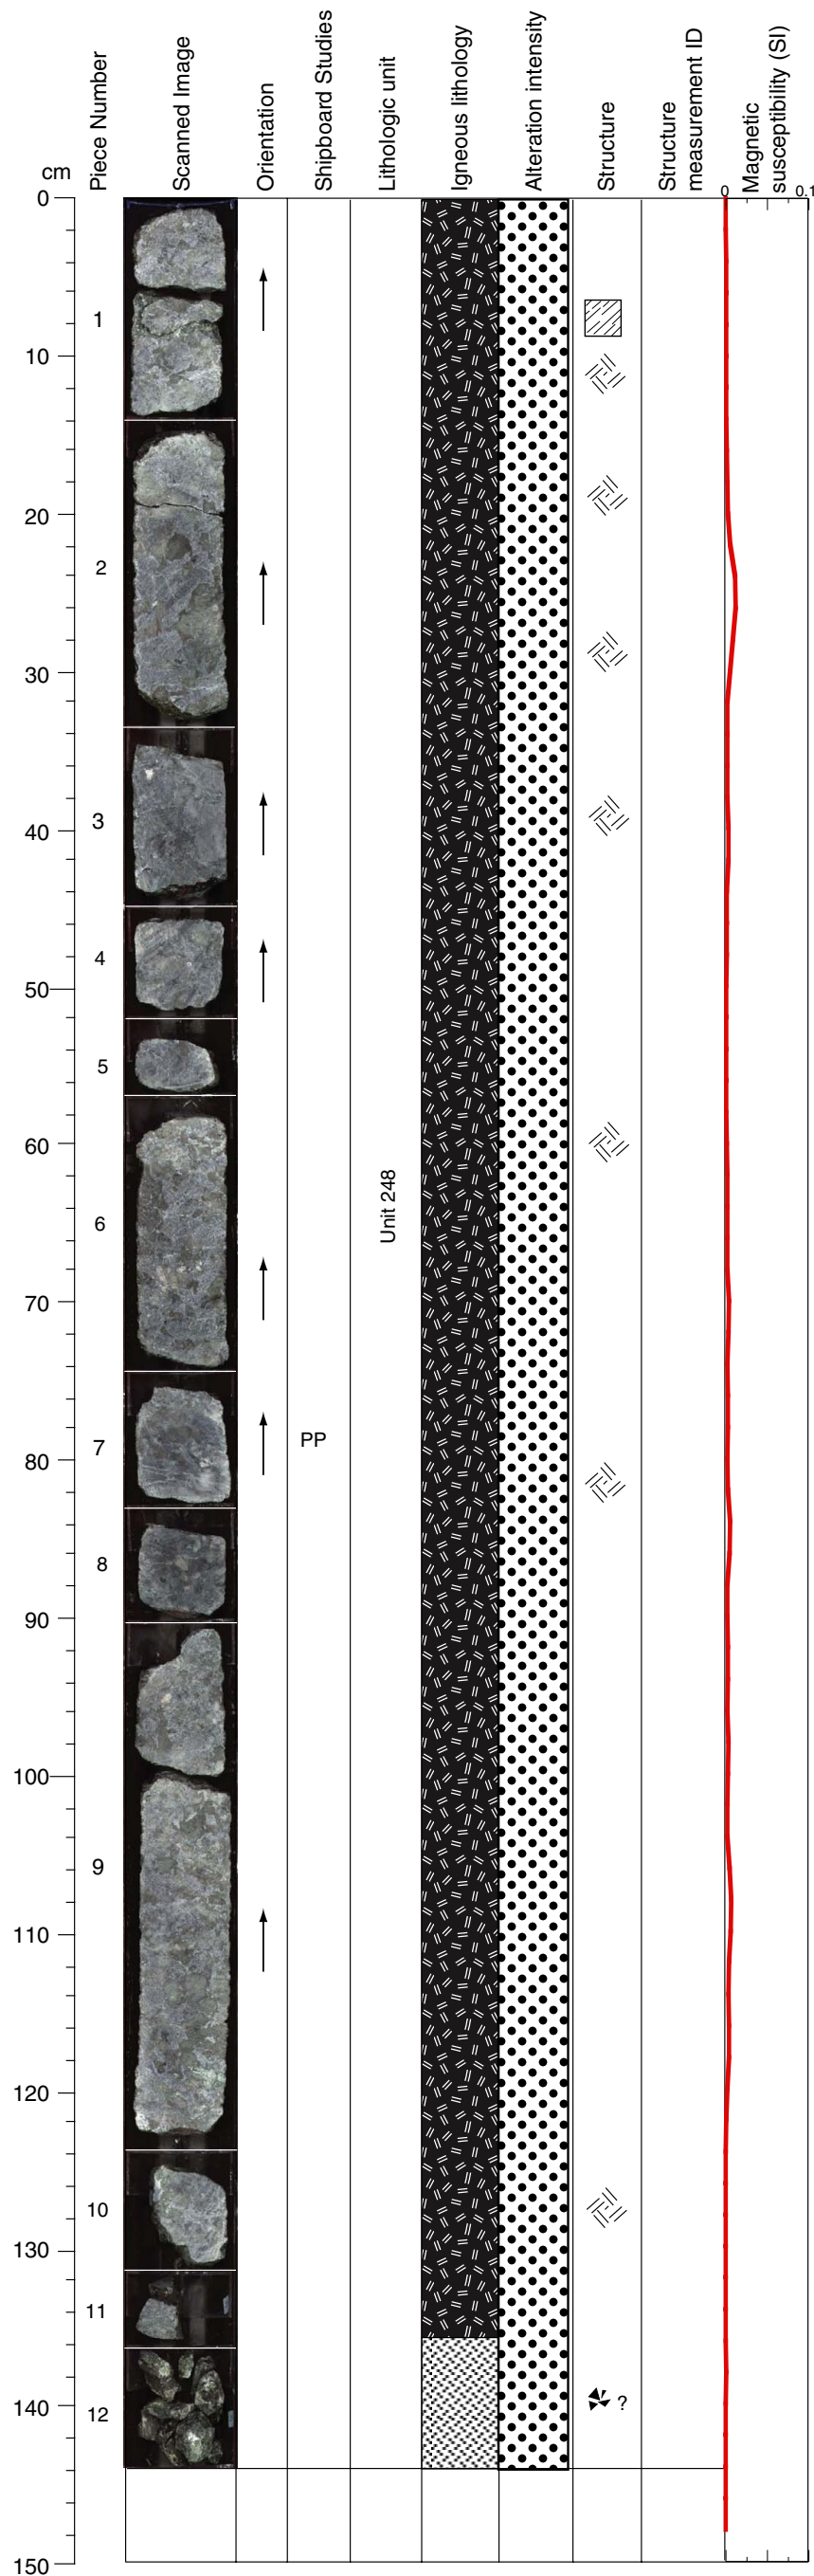 cm
Piece Number
Scanned Image
Orientation
Shipboard Studies
Lithologic unit
Igneous lithology
Alteration intensity
Structure
Structure
measurement ID
Magnetic
susceptibility (SI)
0
0.1
0
1
10
20
2
30
3
40
4
50
5
60
Unit 248
6
70
7
PP
80
8
90
100
9
110
120
10
130
11
140
12
?
150